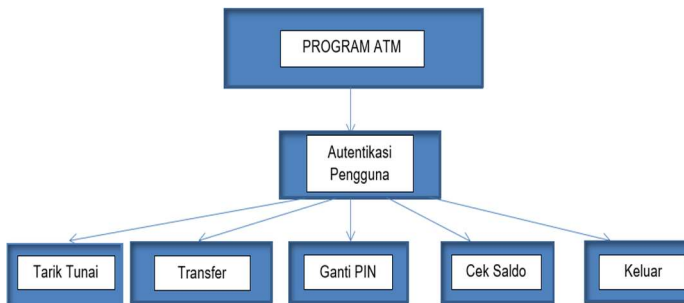 PROGRAM ATM
Autentikasi
Pengguna
Tarik Tunai
Transfer
Ganti PIN
Cek Saldo
Keluar